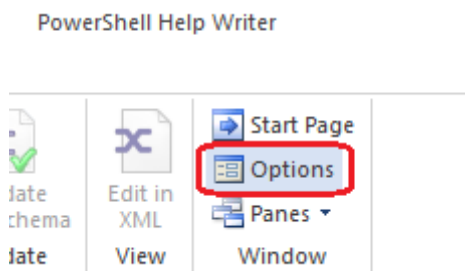 PowerShell Help Writer
Start Page
Options
Panes
Edit in
XML
View
Window